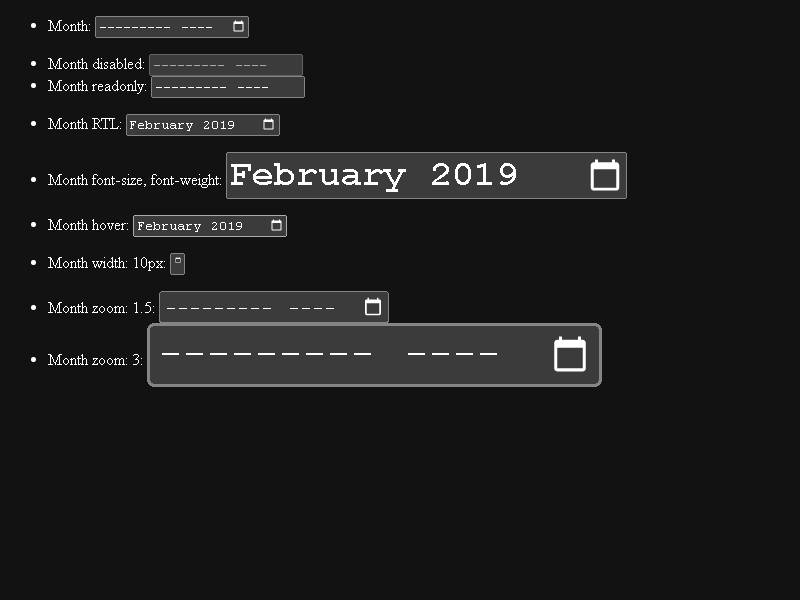 Month: --------- ----
Month disabled: --------- ----
Month readonly: --------- ----
Month RTL: February 2019
Month font-size, font-weight: February 2019
Month hover: February 2019
Month width: 10px:
Month zoom: 1.5: --------- ----
Month zoom: 3: --------- ----